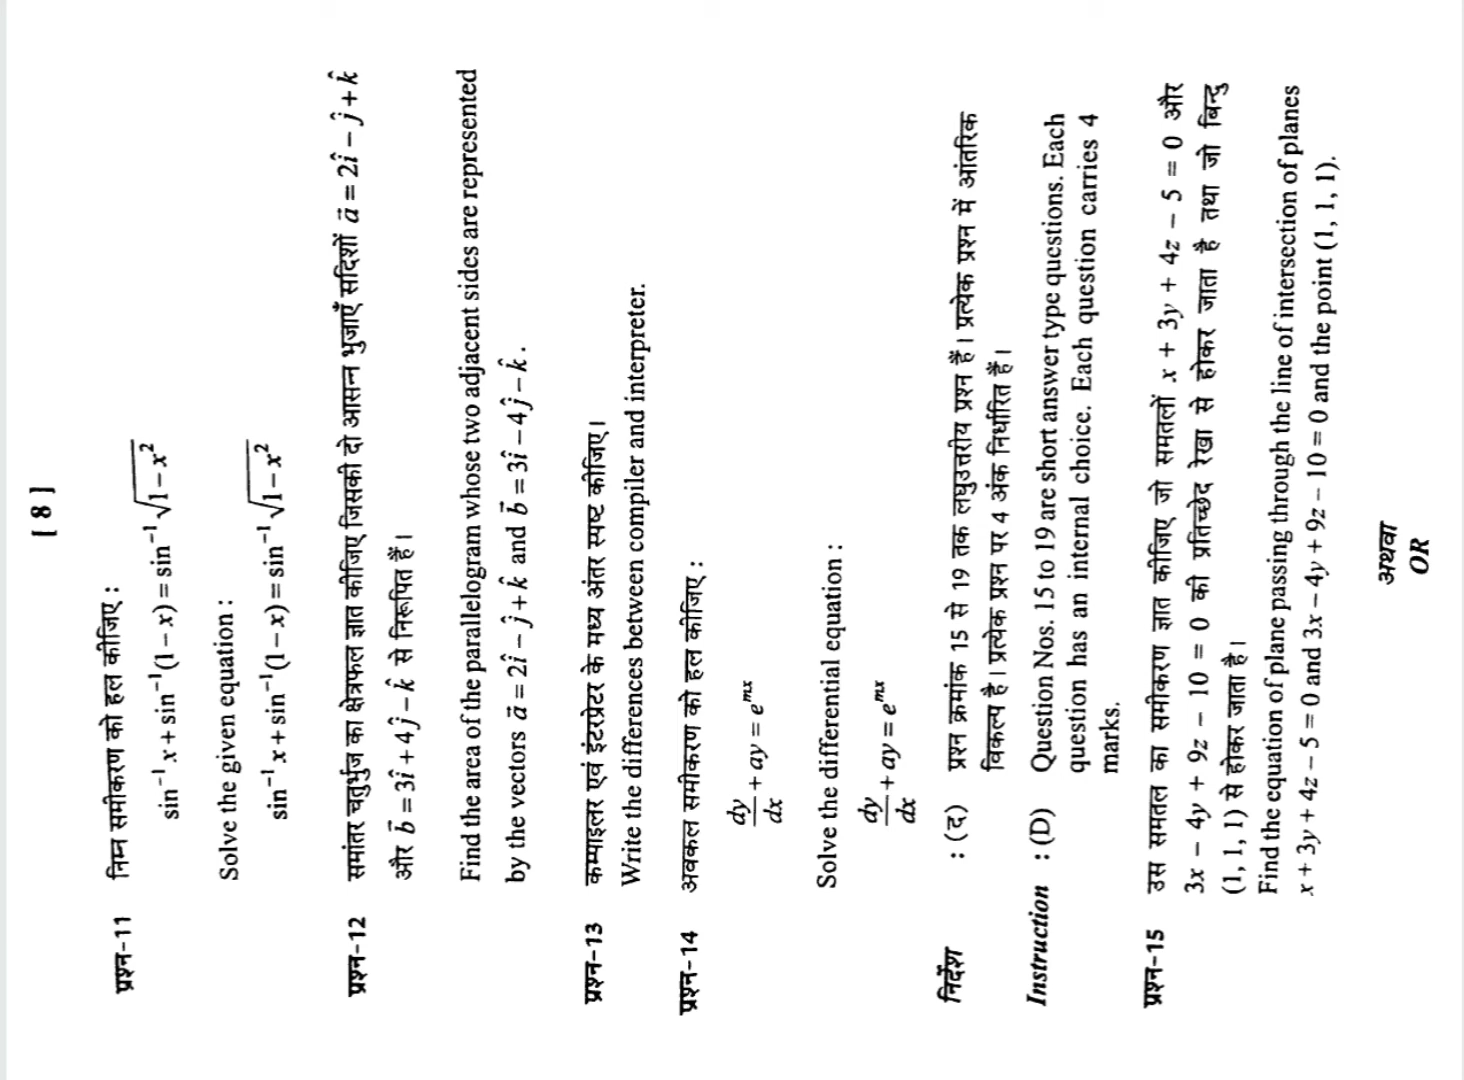 [ 8 ]
प्रश्न-11 निम्न समीकरण को हल कीजिए :
sin⁻¹ x + sin⁻¹(1 − x) = sin⁻¹ √(1 − x²)
Solve the given equation :
sin⁻¹ x + sin⁻¹(1 − x) = sin⁻¹ √(1 − x²)
प्रश्न-12 समांतर चतुर्भुज का क्षेत्रफल ज्ञात कीजिए जिसकी दो आसन्न भुजाएँ सदिशों a⃗ = 2î − ĵ + k̂
और b⃗ = 3î + 4ĵ − k̂ से निरूपित हैं।
Find the area of the parallelogram whose two adjacent sides are represented
by the vectors a⃗ = 2î − ĵ + k̂ and b⃗ = 3î − 4ĵ − k̂ .
प्रश्न-13 कम्पाइलर एवं इंटरप्रेटर के मध्य अंतर स्पष्ट कीजिए।
Write the differences between compiler and interpreter.
प्रश्न-14 अवकल समीकरण को हल कीजिए :
dy/dx + ay = e^mx
Solve the differential equation :
dy/dx + ay = e^mx
निर्देश : (द) प्रश्न क्रमांक 15 से 19 तक लघुउत्तरीय प्रश्न हैं। प्रत्येक प्रश्न में आंतरिक
विकल्प है। प्रत्येक प्रश्न पर 4 अंक निर्धारित हैं।
Instruction : (D) Question Nos. 15 to 19 are short answer type questions. Each
question has an internal choice. Each question carries 4
marks.
प्रश्न-15 उस समतल का समीकरण ज्ञात कीजिए जो समतलों x + 3y + 4z − 5 = 0 और
3x − 4y + 9z − 10 = 0 की प्रतिच्छेद रेखा से होकर जाता है तथा जो बिन्दु
(1, 1, 1) से होकर जाता है।
Find the equation of plane passing through the line of intersection of planes
x + 3y + 4z − 5 = 0 and 3x − 4y + 9z − 10 = 0 and the point (1, 1, 1).
अथवा
OR